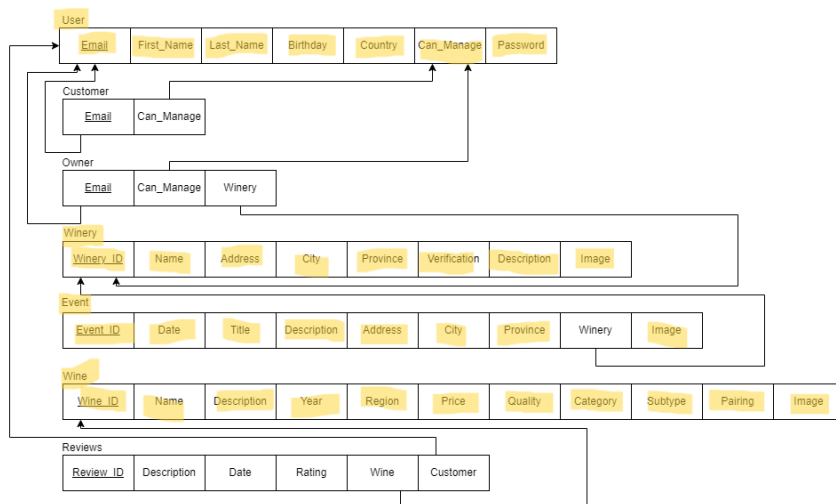 User
Email First_Name Last_Name Birthday Country Can_Manage Password
Customer
Email Can_Manage
Owner
Email Can_Manage Winery
Winery
Winery_ID Name Address City Province Verification Description Image
Event
Event_ID Date Title Description Address City Province Winery Image
Wine
Wine_ID Name Description Year Region Price Quality Category Subtype Pairing Image
Reviews
Review_ID Description Date Rating Wine Customer